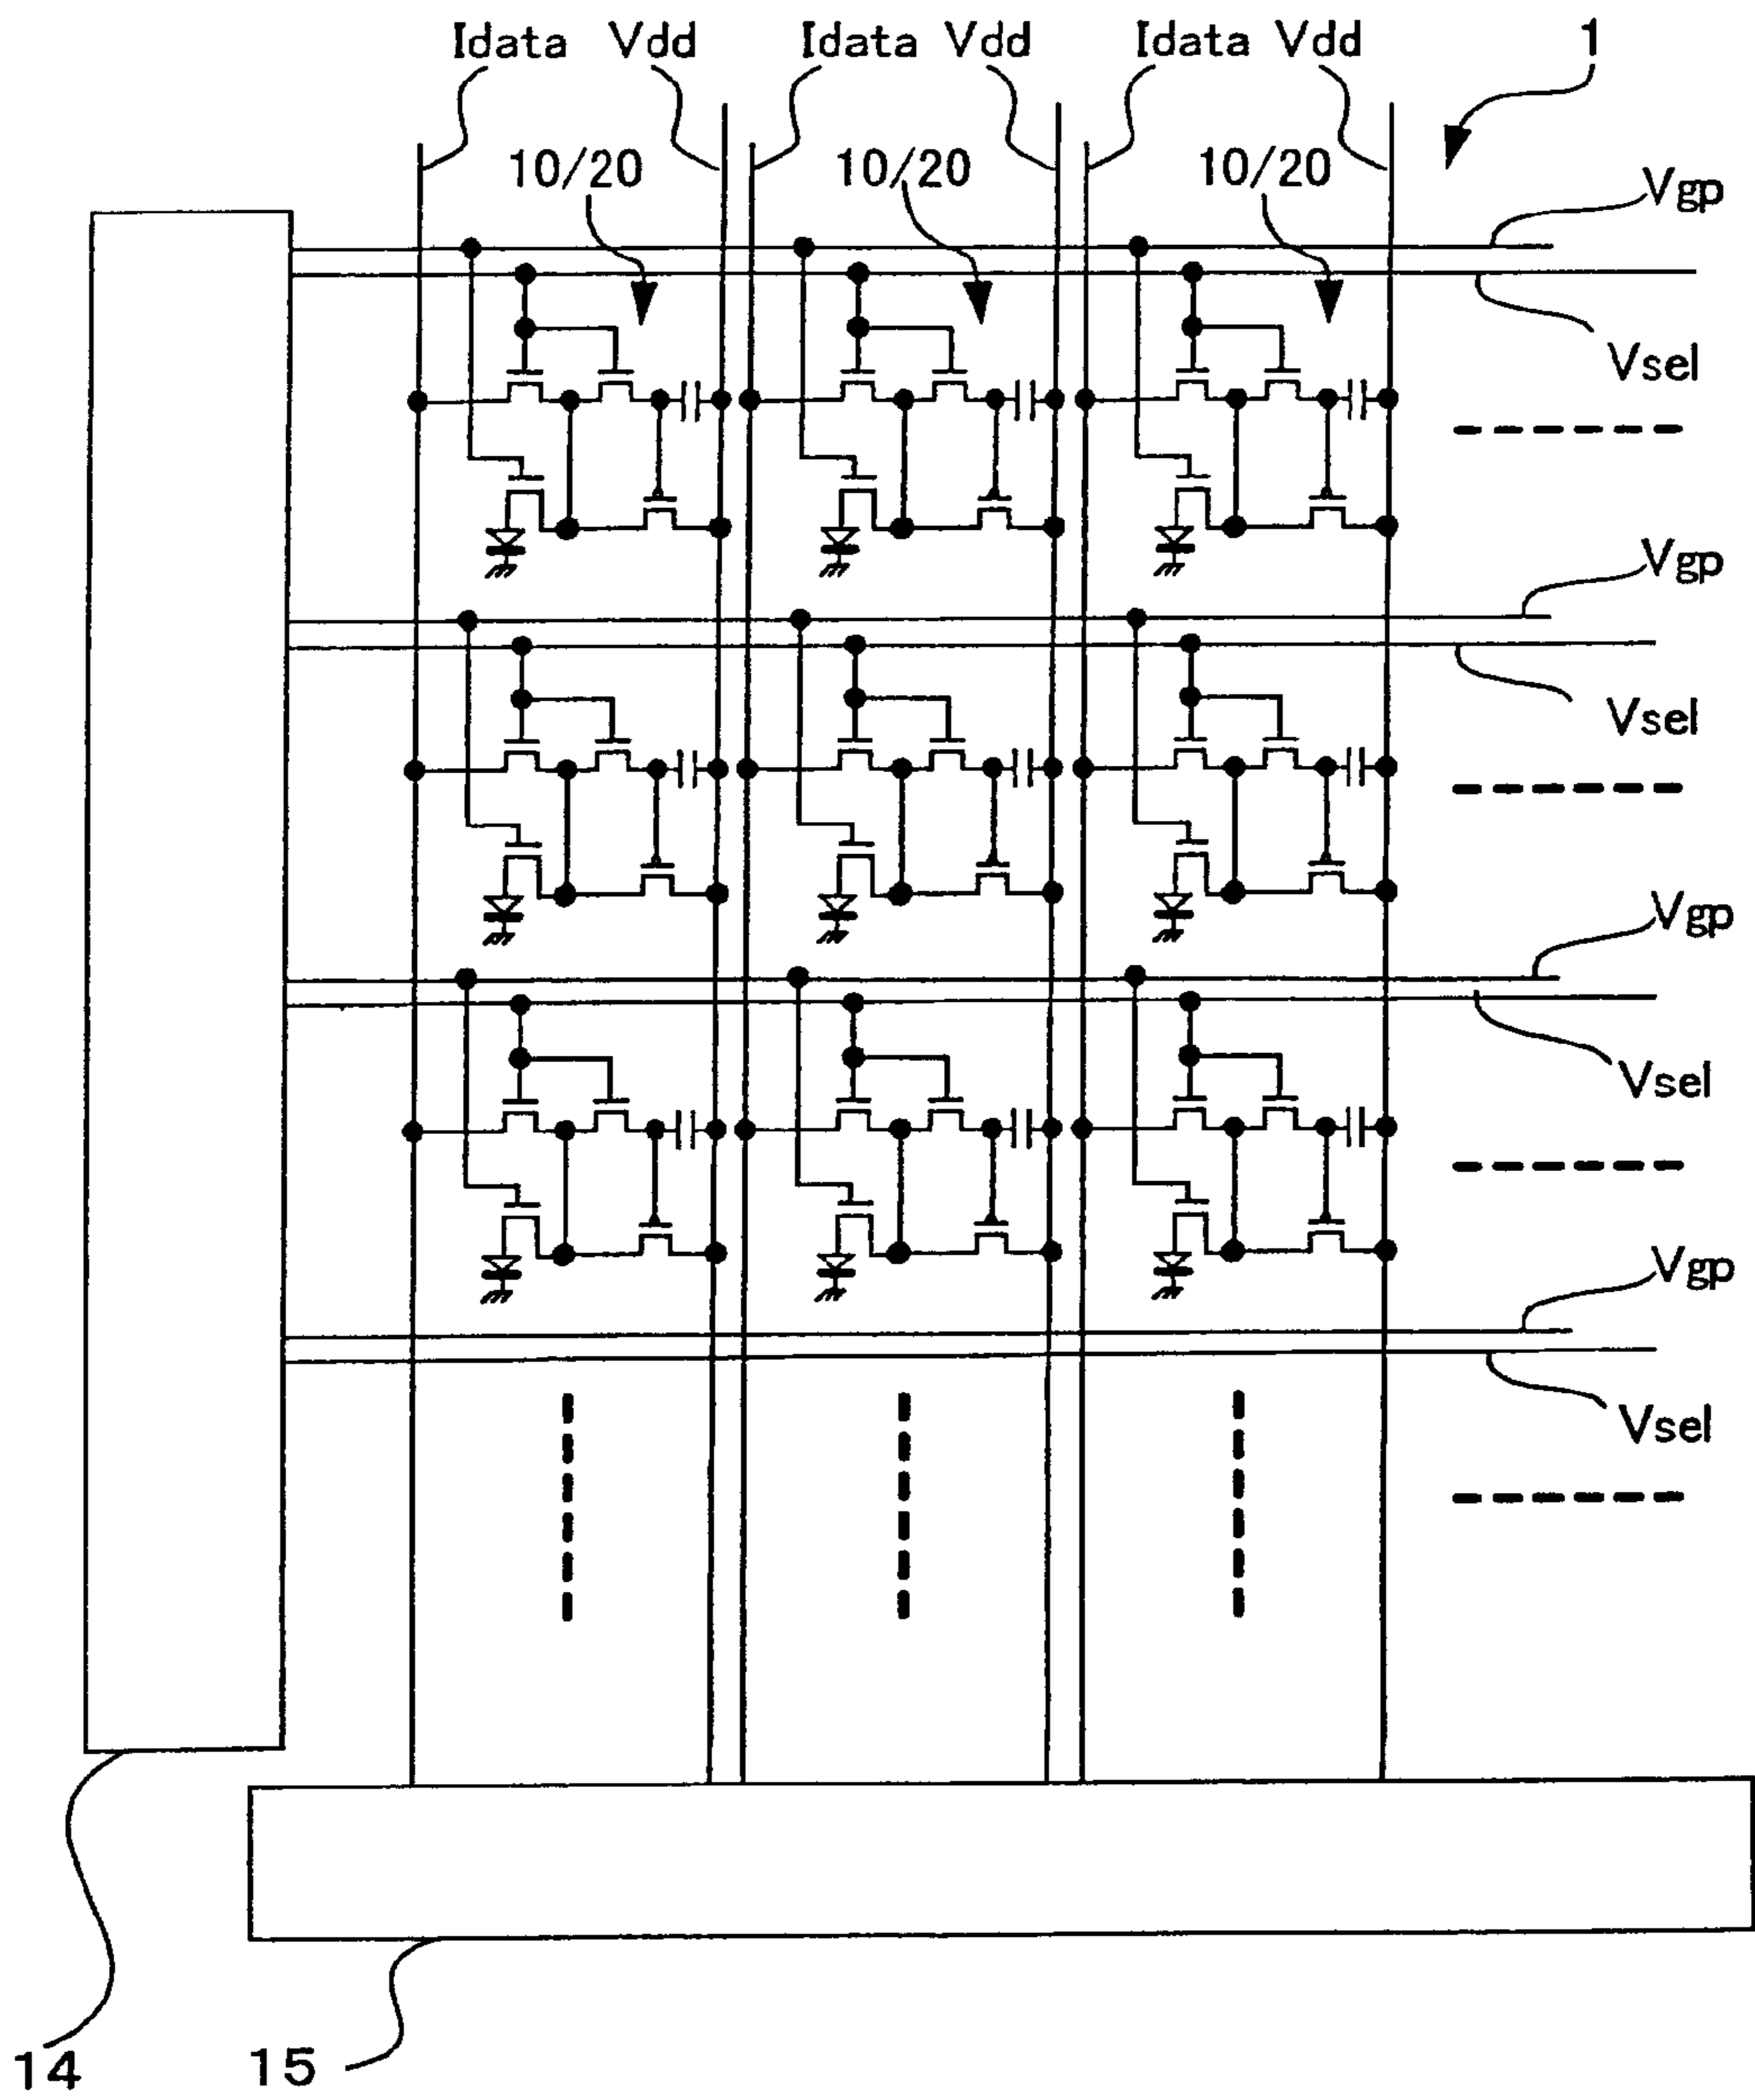 Idata Vdd Idata Vdd Idata Vdd 1
10/20 10/20 10/20
Vgp
Vsel
Vgp
Vsel
Vgp
Vsel
Vgp
Vsel
14
15